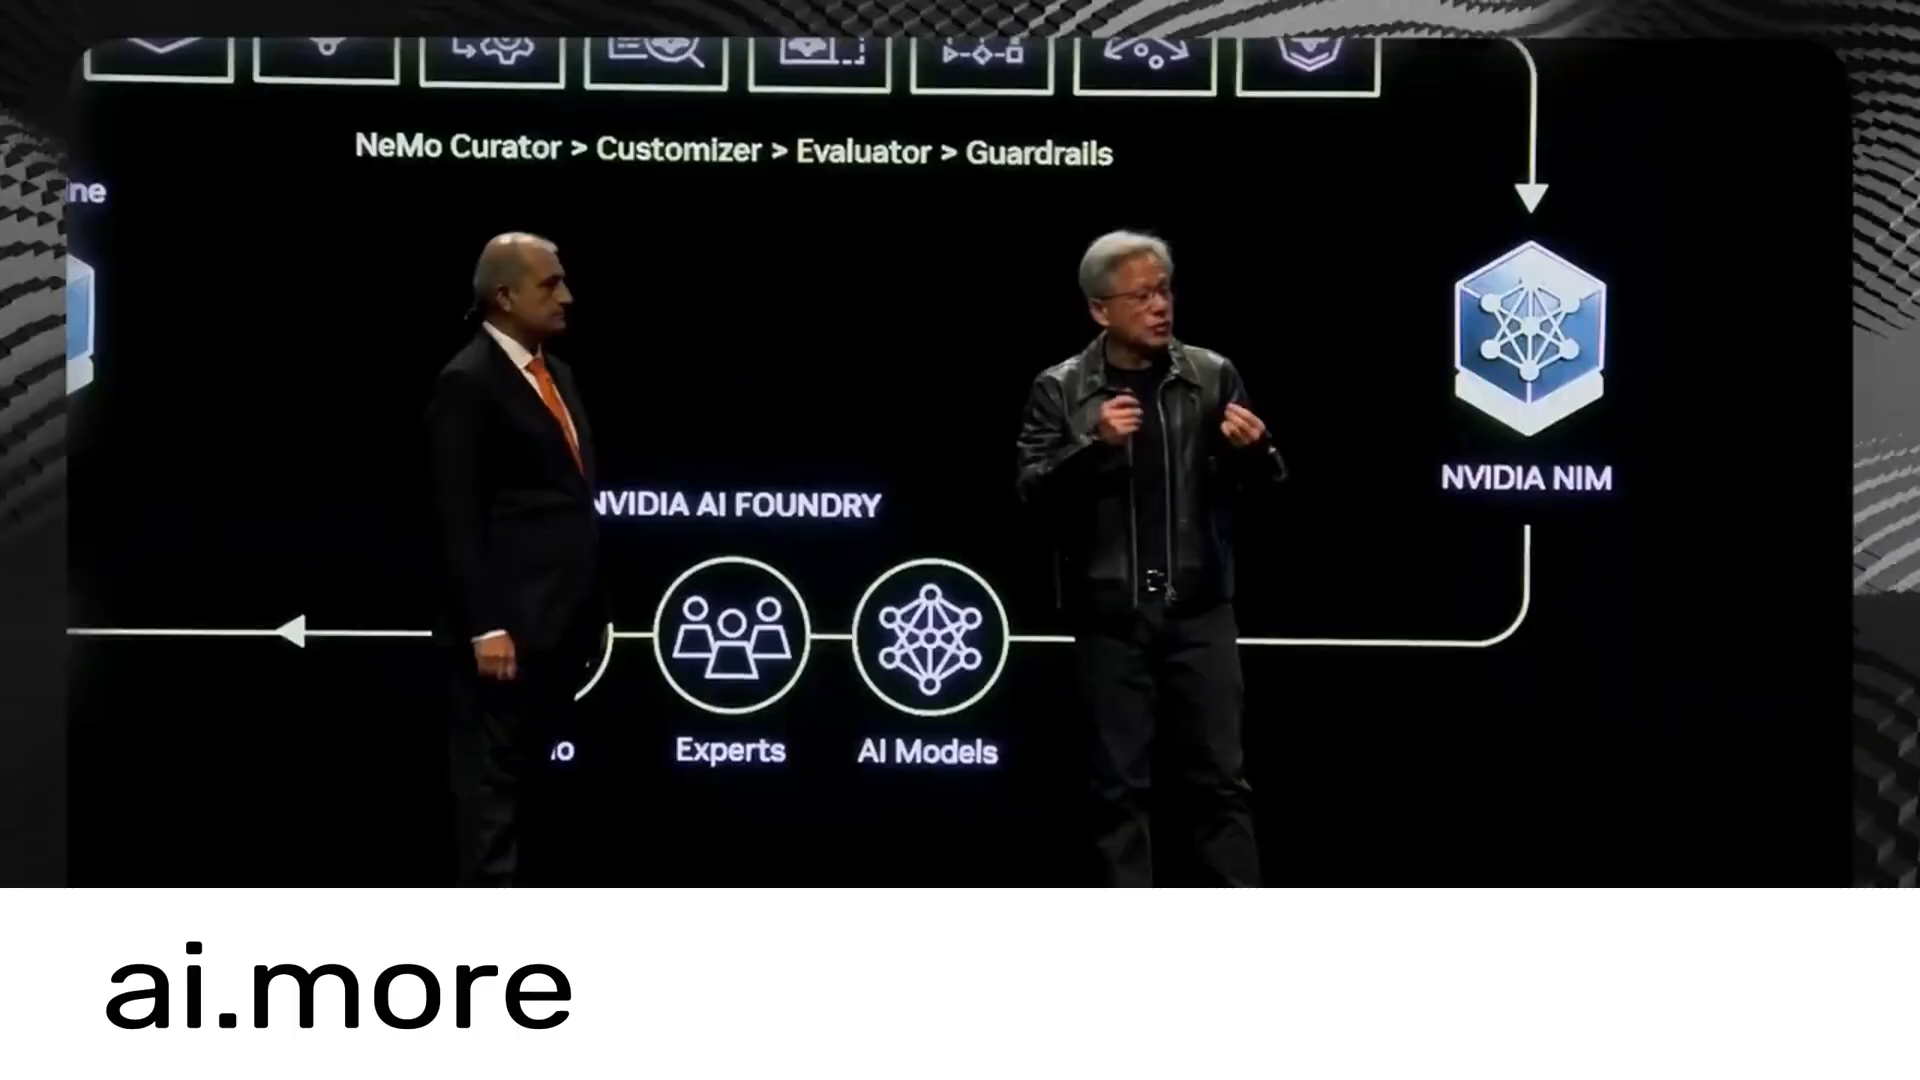 NeMo Curator > Customizer > Evaluator > Guardrails
NVIDIA NIM
NVIDIA AI FOUNDRY
Experts
AI Models
ai.more